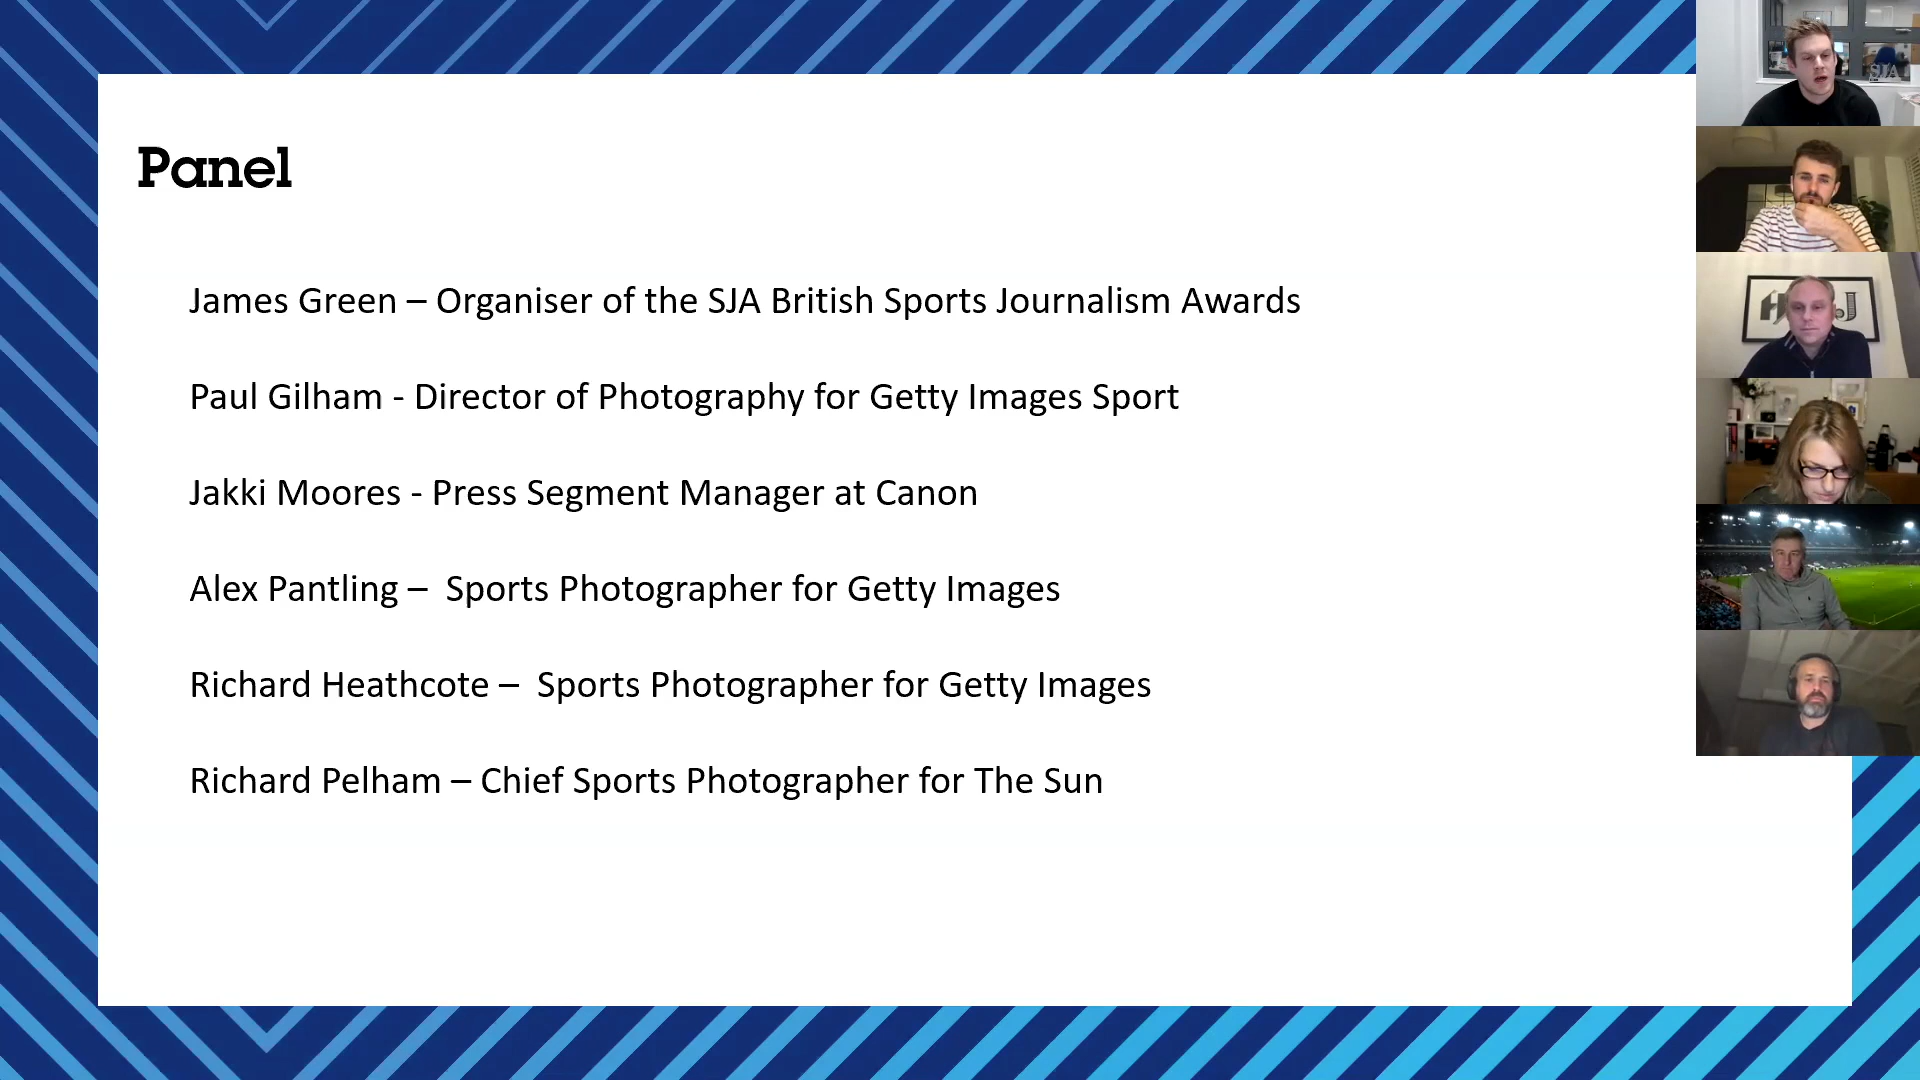 Panel
James Green – Organiser of the SJA British Sports Journalism Awards
Paul Gilham - Director of Photography for Getty Images Sport
Jakki Moores - Press Segment Manager at Canon
Alex Pantling – Sports Photographer for Getty Images
Richard Heathcote – Sports Photographer for Getty Images
Richard Pelham – Chief Sports Photographer for The Sun
SJA